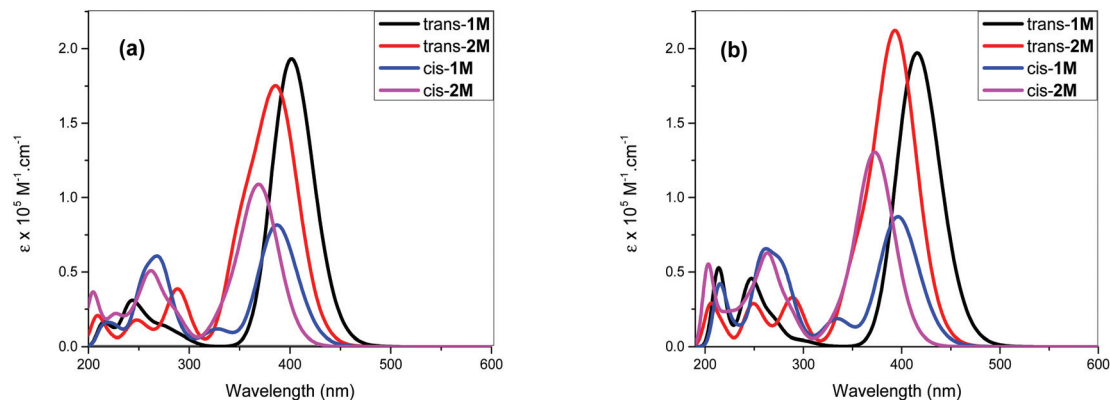 (a)
trans-1M
trans-2M
cis-1M
cis-2M
2.0
1.5
1.0
0.5
0.0
ε x 10⁵ M⁻¹.cm⁻¹
200 300 400 500 600
Wavelength (nm)
(b)
trans-1M
trans-2M
cis-1M
cis-2M
2.0
1.5
1.0
0.5
0.0
ε x 10⁵ M⁻¹.cm⁻¹
200 300 400 500 600
Wavelength (nm)